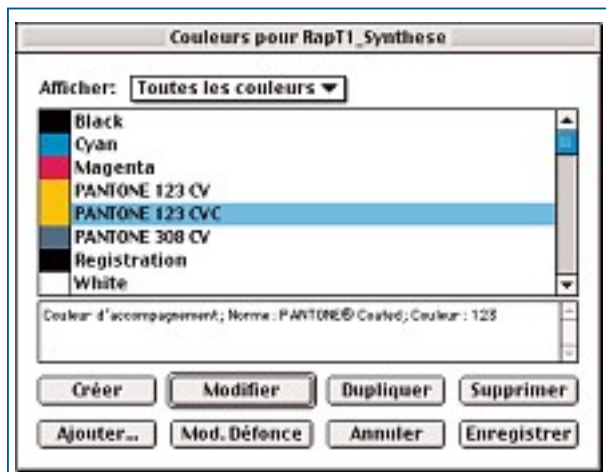 Couleurs pour RapT1_Synthese
Afficher: Toutes les couleurs
Black
Cyan
Magenta
PANTONE 123 CV
PANTONE 123 CVC
PANTONE 308 CV
Registration
White
Couleur d'accompagnement; Norme : PANTONE® Coated; Couleur : 123
Créer Modifier Dupliquer Supprimer
Ajouter... Mod. Défonce Annuler Enregistrer